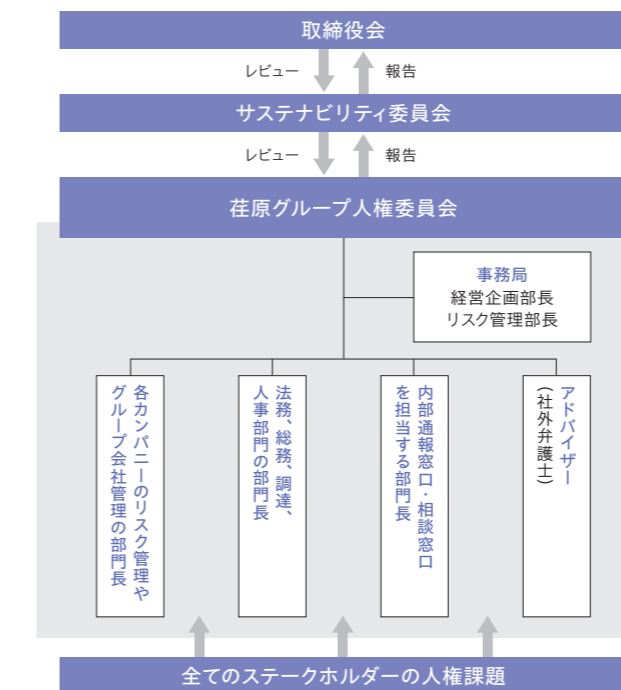 取締役会
レビュー
報告
サステナビリティ委員会
レビュー
報告
荏原グループ人権委員会
事務局
経営企画部長
リスク管理部長
各カンパニーのリスク管理や
グループ会社管理の部門長
法務、総務、調達、
人事部門の部門長
内部通報窓口・相談窓口
を担当する部門長
アドバイザー
（社外弁護士）
全てのステークホルダーの人権課題